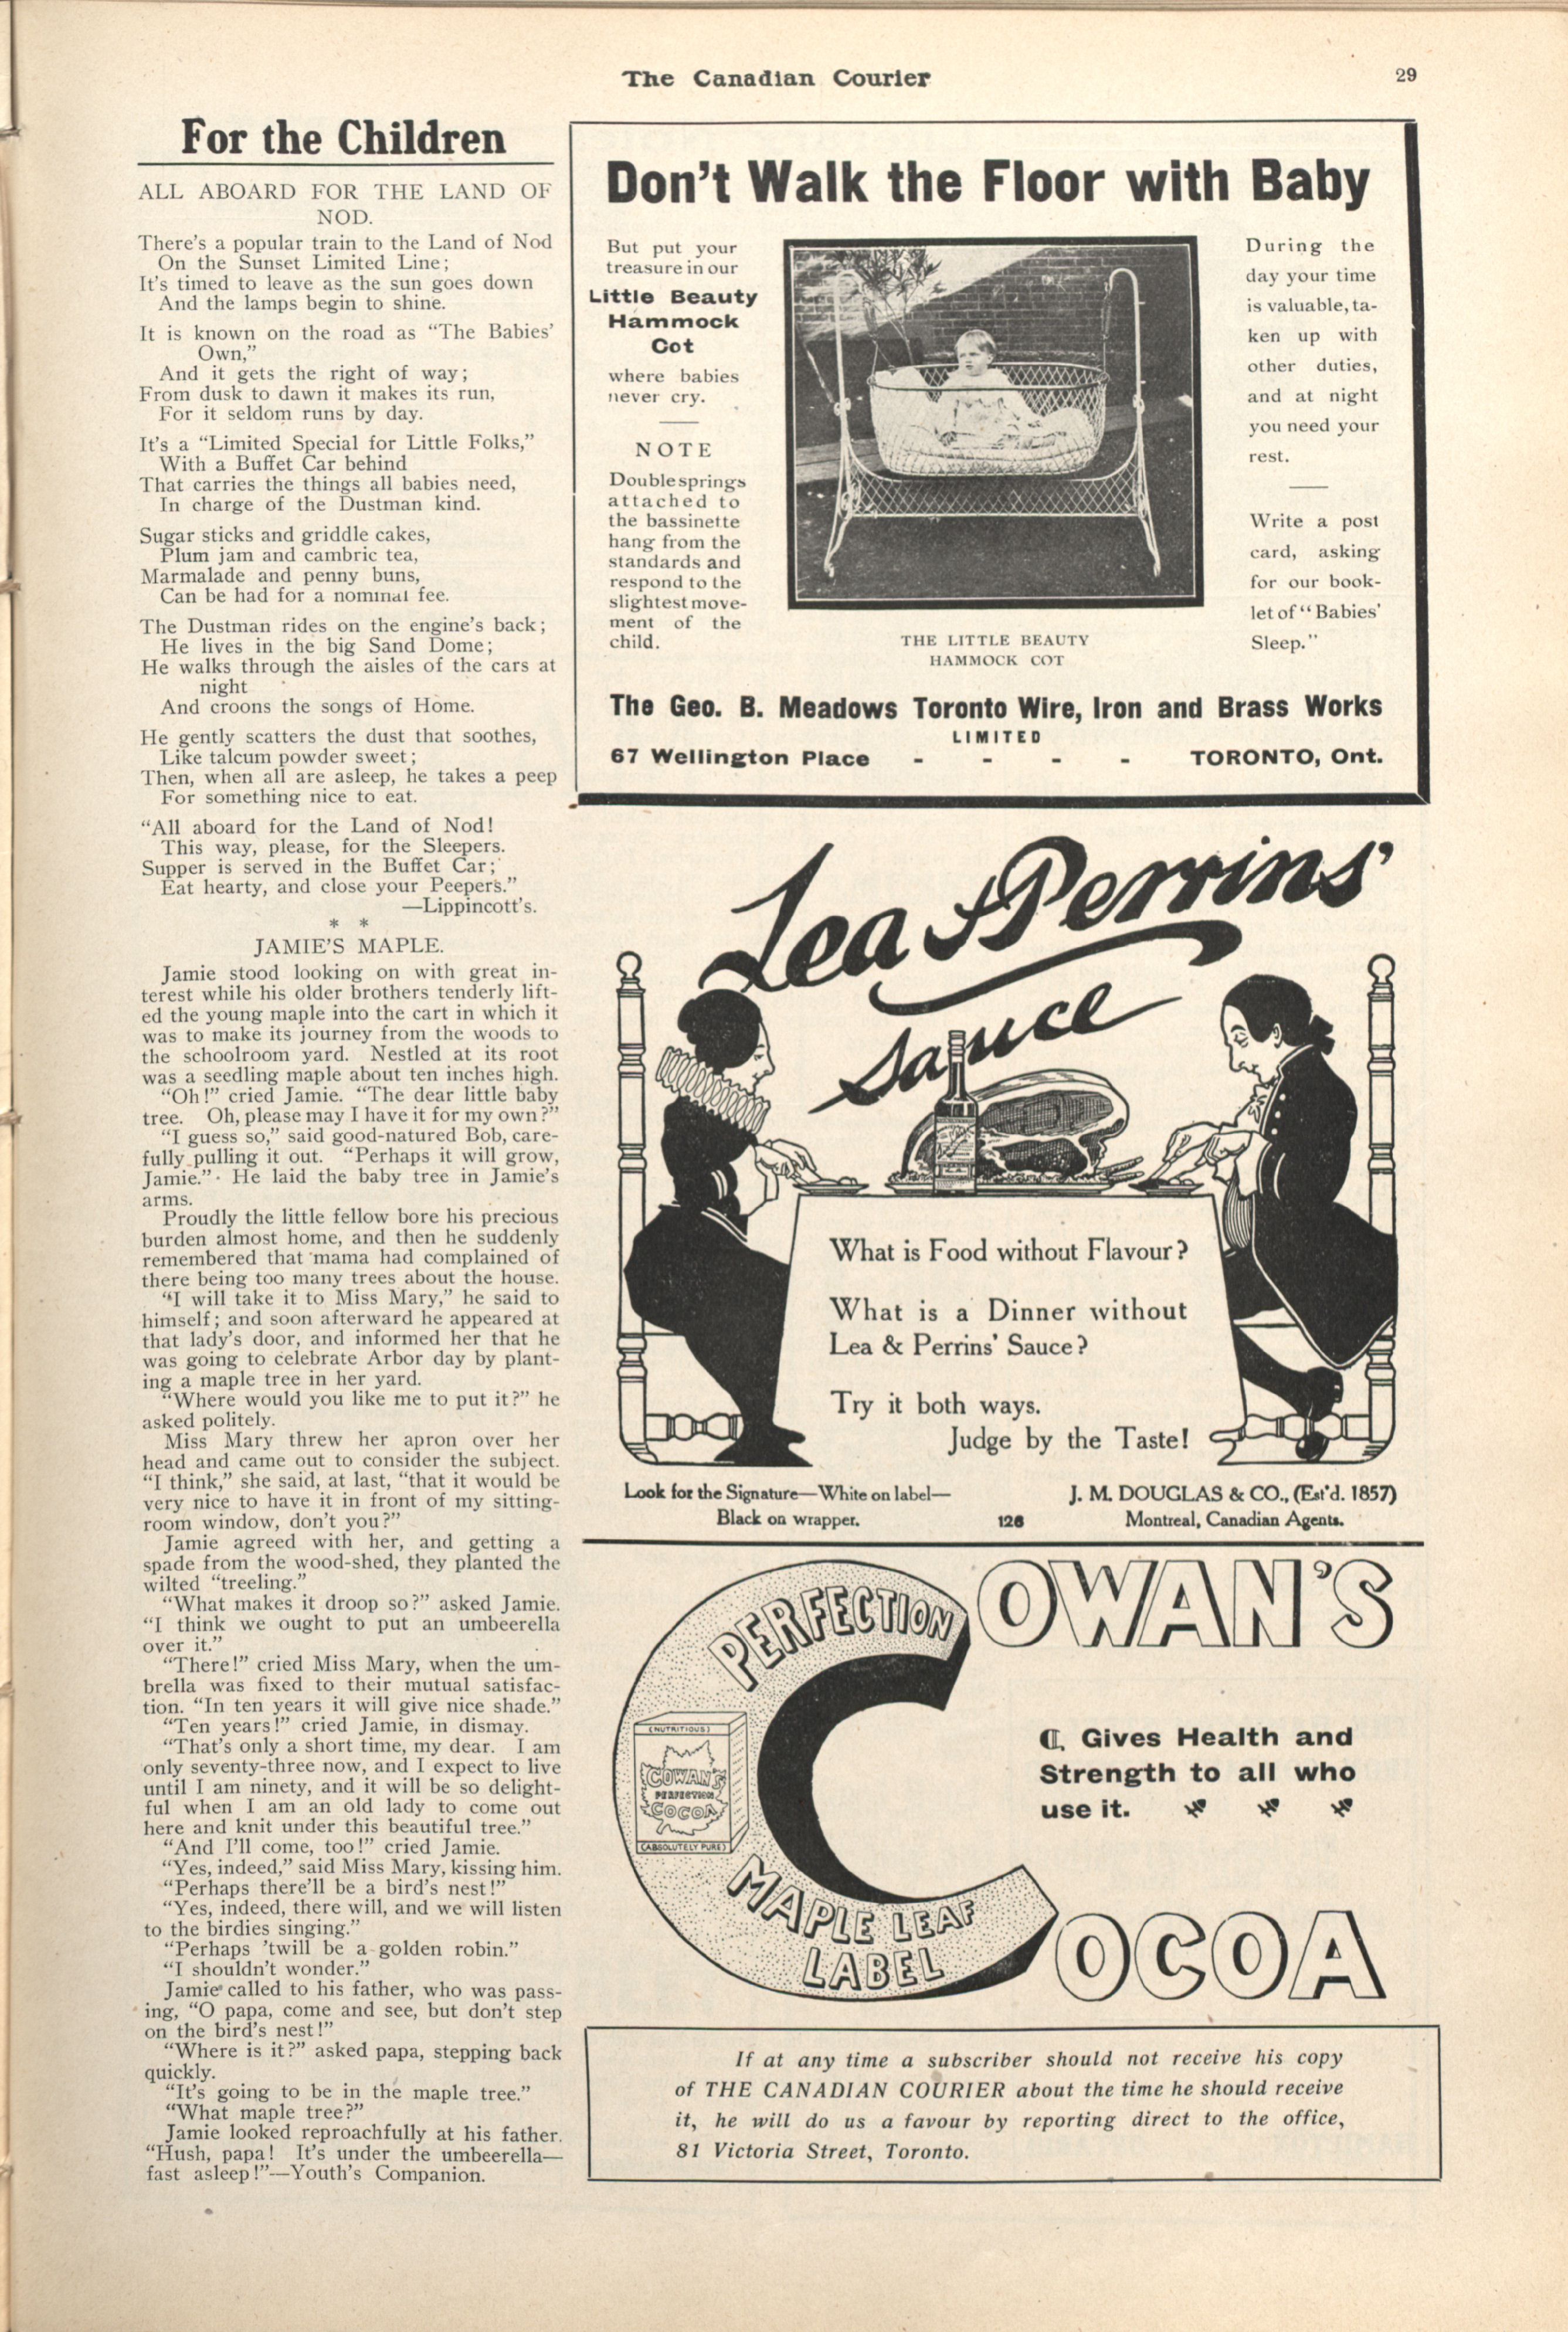 The Canadian Courier
29
For the Children
ALL ABOARD FOR THE LAND OF
NOD.
There's a popular train to the Land of Nod
On the Sunset Limited Line;
It's timed to leave as the sun goes down
And the lamps begin to shine.
It is known on the road as "The Babies'
Own,"
And it gets the right of way;
From dusk to dawn it makes its run,
For it seldom runs by day.
It's a "Limited Special for Little Folks,"
With a Buffet Car behind
That carries the things all babies need,
In charge of the Dustman kind.
Sugar sticks and griddle cakes,
Plum jam and cambric tea,
Marmalade and penny buns,
Can be had for a nominal fee.
The Dustman rides on the engine's back;
He lives in the big Sand Dome;
He walks through the aisles of the cars at
night
And croons the songs of Home.
He gently scatters the dust that soothes,
Like talcum powder sweet;
Then, when all are asleep, he takes a peep
For something nice to eat.
"All aboard for the Land of Nod!
This way, please, for the Sleepers.
Supper is served in the Buffet Car;
Eat hearty, and close your Peepers."
—Lippincott's.
* *
JAMIE'S MAPLE.
Jamie stood looking on with great in-
terest while his older brothers tenderly lift-
ed the young maple into the cart in which it
was to make its journey from the woods to
the schoolroom yard. Nestled at its root
was a seedling maple about ten inches high.
"Oh!" cried Jamie. "The dear little baby
tree. Oh, please may I have it for my own?"
"I guess so," said good-natured Bob, care-
fully pulling it out. "Perhaps it will grow,
Jamie." He laid the baby tree in Jamie's
arms.
Proudly the little fellow bore his precious
burden almost home, and then he suddenly
remembered that mama had complained of
there being too many trees about the house.
"I will take it to Miss Mary," he said to
himself; and soon afterward he appeared at
that lady's door, and informed her that he
was going to celebrate Arbor day by plant-
ing a maple tree in her yard.
"Where would you like me to put it?" he
asked politely.
Miss Mary threw her apron over her
head and came out to consider the subject.
"I think," she said, at last, "that it would be
very nice to have it in front of my sitting-
room window, don't you?"
Jamie agreed with her, and getting a
spade from the wood-shed, they planted the
wilted "treeling."
"What makes it droop so?" asked Jamie.
"I think we ought to put an umbeerella
over it."
"There!" cried Miss Mary, when the um-
brella was fixed to their mutual satisfac-
tion. "In ten years it will give nice shade."
"Ten years!" cried Jamie, in dismay.
"That's only a short time, my dear. I am
only seventy-three now, and I expect to live
until I am ninety, and it will be so delight-
ful when I am an old lady to come out
here and knit under this beautiful tree."
"And I'll come, too!" cried Jamie.
"Yes, indeed," said Miss Mary, kissing him.
"Perhaps there'll be a bird's nest!"
"Yes, indeed, there will, and we will listen
to the birdies singing."
"Perhaps 'twill be a golden robin."
"I shouldn't wonder."
Jamie called to his father, who was pass-
ing, "O papa, come and see, but don't step
on the bird's nest!"
"Where is it?" asked papa, stepping back
quickly.
"It's going to be in the maple tree."
"What maple tree?"
Jamie looked reproachfully at his father.
"Hush, papa! It's under the umbeerella—
fast asleep!"—Youth's Companion.
Don't Walk the Floor with Baby
But put your
treasure in our
Little Beauty
Hammock
Cot
where babies
never cry.
NOTE
Double springs
attached to
the bassinette
hang from the
standards and
respond to the
slightest move-
ment of the
child.
THE LITTLE BEAUTY
HAMMOCK COT
During the
day your time
is valuable, ta-
ken up with
other duties,
and at night
you need your
rest.
Write a post
card, asking
for our book-
let of "Babies'
Sleep."
The Geo. B. Meadows Toronto Wire, Iron and Brass Works
LIMITED
67 Wellington Place - - - - TORONTO, Ont.
Lea & Perrins'
Sauce
What is Food without Flavour?
What is a Dinner without
Lea & Perrins' Sauce?
Try it both ways.
Judge by the Taste!
Look for the Signature—White on label—
Black on wrapper.
126
J. M. DOUGLAS & CO., (Est'd. 1857)
Montreal, Canadian Agents.
COWAN'S
PERFECTION
(NUTRITIOUS)
COWAN'S
PERFECTION
COCOA
(ABSOLUTELY PURE)
MAPLE LEAF
LABEL
¶ Gives Health and
Strength to all who
use it.
COCOA
If at any time a subscriber should not receive his copy
of THE CANADIAN COURIER about the time he should receive
it, he will do us a favour by reporting direct to the office,
81 Victoria Street, Toronto.